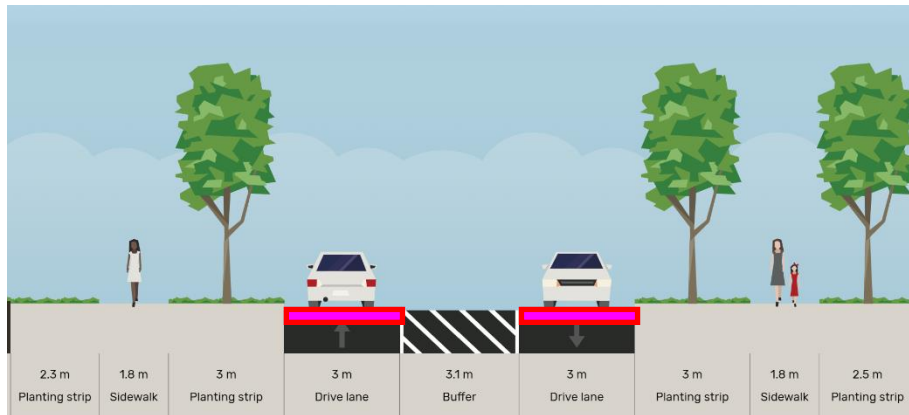 2.3 m 1.8 m 3 m 3 m 3.1 m 3 m 3 m 1.8 m 2.5 m
Planting strip Sidewalk Planting strip Drive lane Buffer Drive lane Planting strip Sidewalk Planting strip